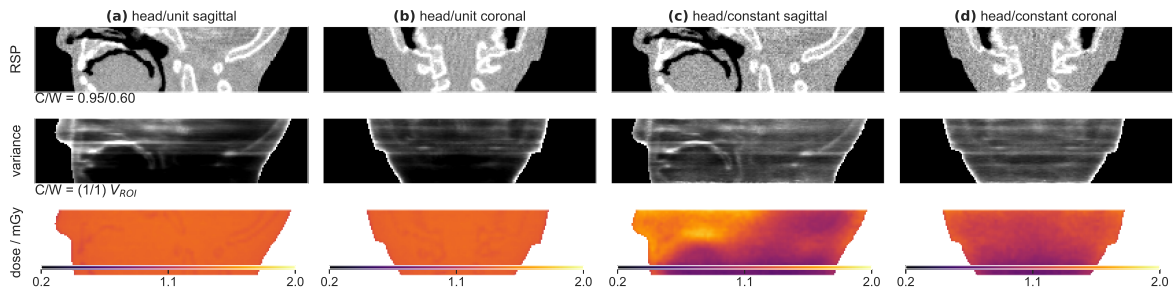 (a) head/unit sagittal
(b) head/unit coronal
(c) head/constant sagittal
(d) head/constant coronal
RSP
C/W = 0.95/0.60
variance
C/W = (1/1) V_ROI
dose / mGy
0.2 1.1 2.0
0.2 1.1 2.0
0.2 1.1 2.0
0.2 1.1 2.0